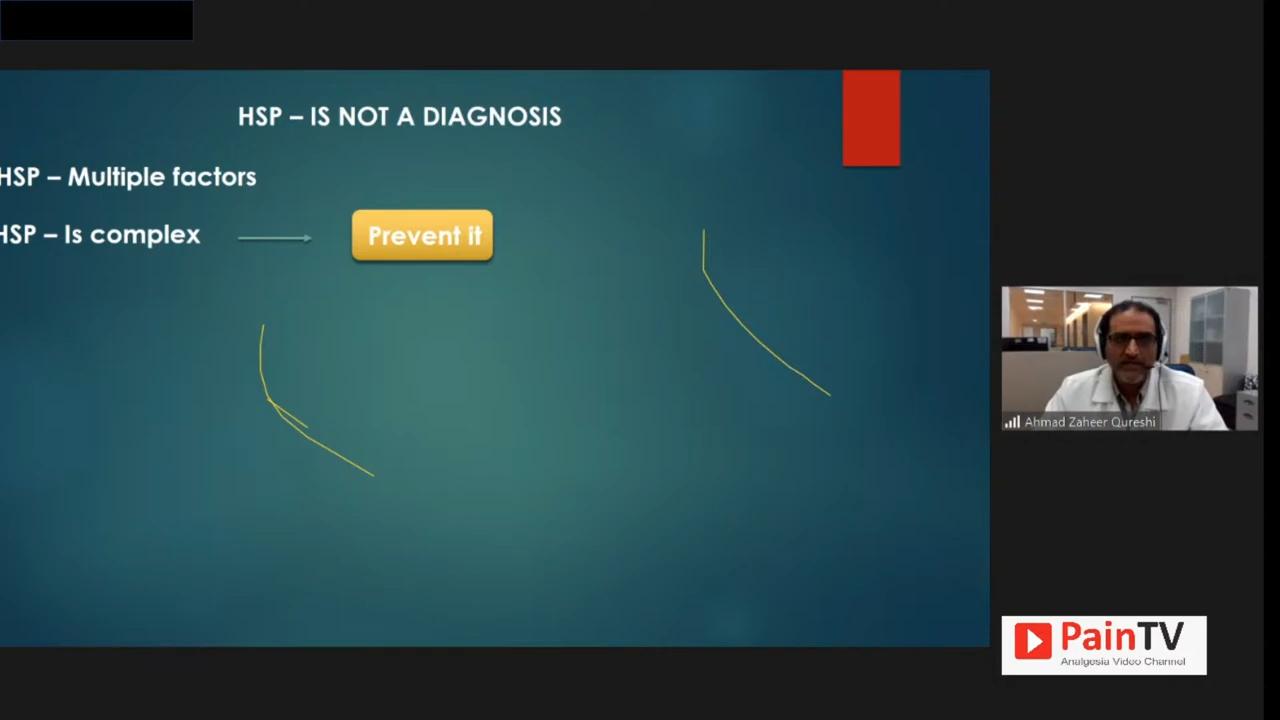 HSP – IS NOT A DIAGNOSIS
HSP – Multiple factors
HSP – Is complex
Prevent it
Ahmad Zaheer Qureshi
PainTV
Analgesia Video Channel